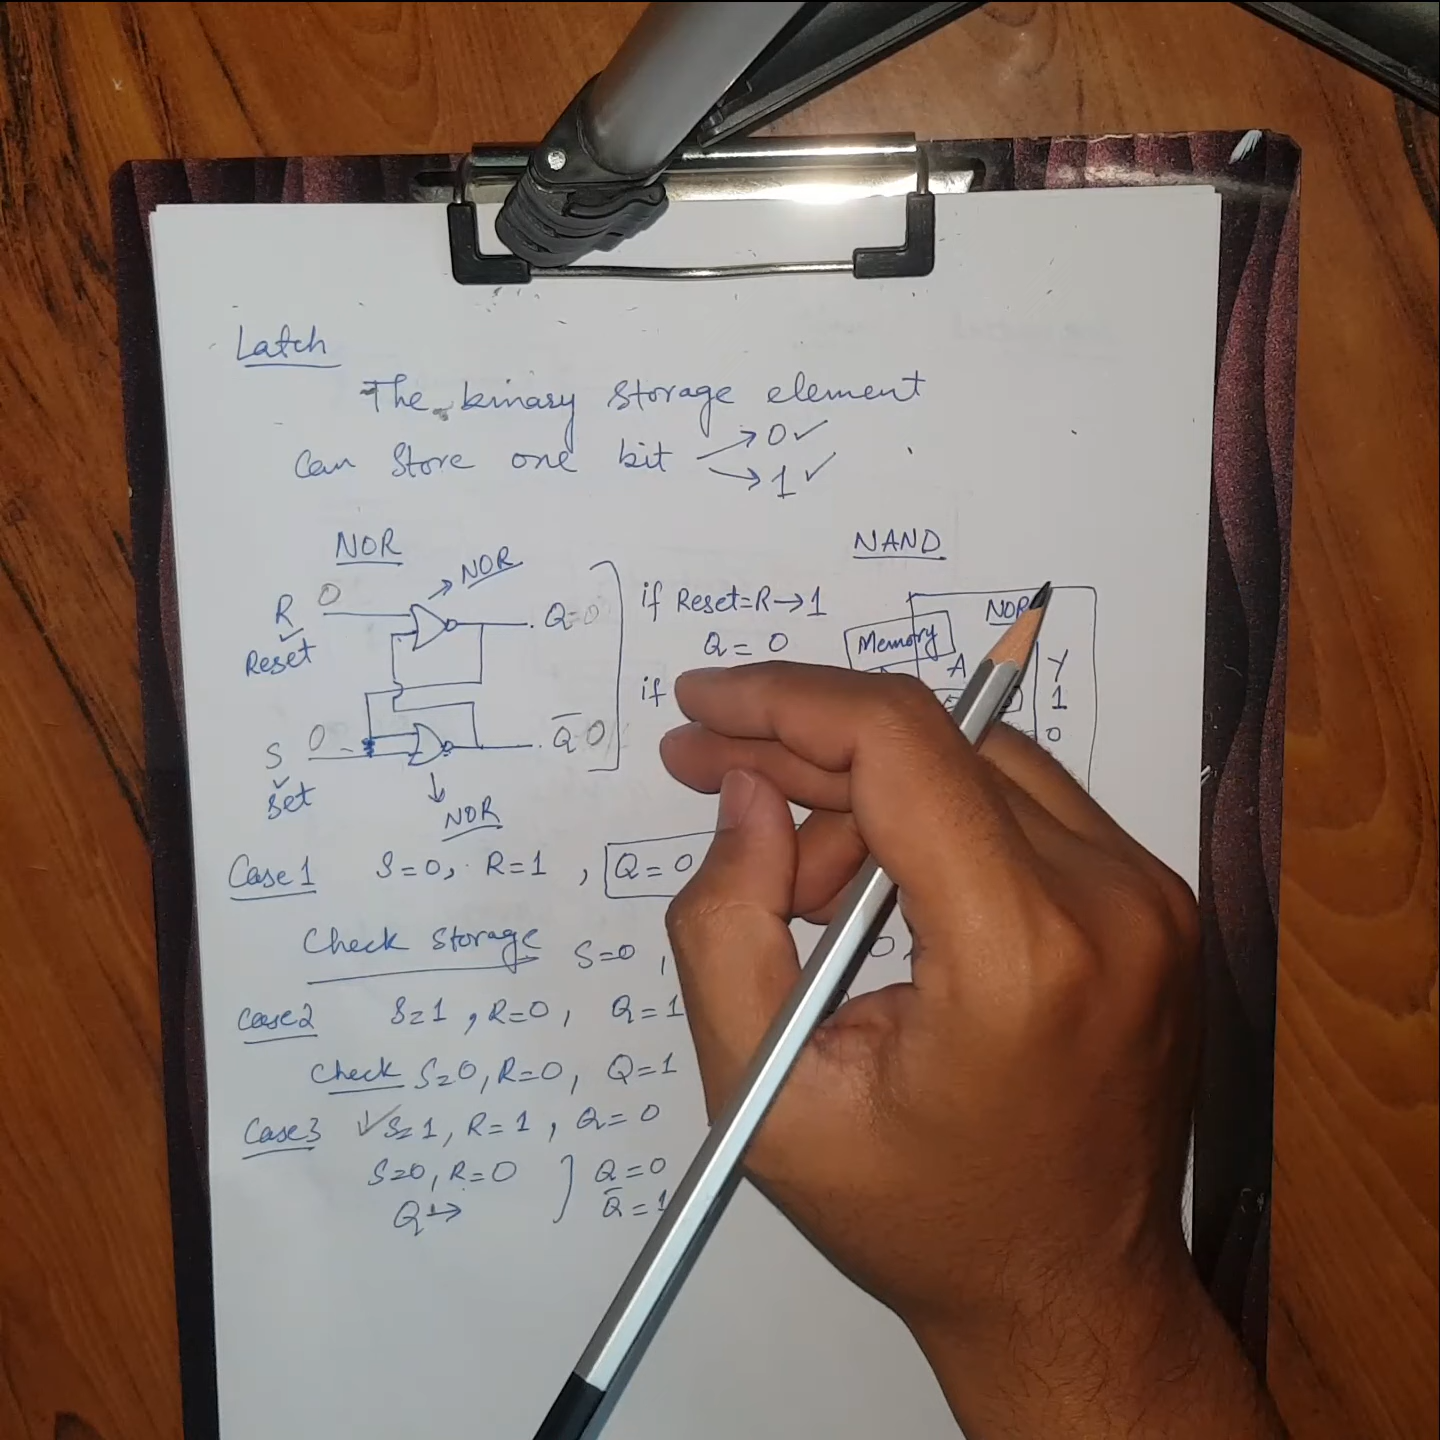 Latch
The binary storage element
Can Store one bit → 0 ✓
→ 1 ✓
NOR
R 0 → NOR Q=0
Reset
S 0 Q̅ 0
Set
NOR
if Reset=R→1
Q = 0
if
NAND
Memory
NOR
A Y
1
0
Case 1 S=0, R=1, Q=0
Check Storage S=0, 0,
Case2 S=1, R=0, Q=1
Check S=0, R=0, Q=1
Case3 ✓ S=1, R=1, Q=0
S=0, R=0 ] Q=0
Q→ Q̅=1